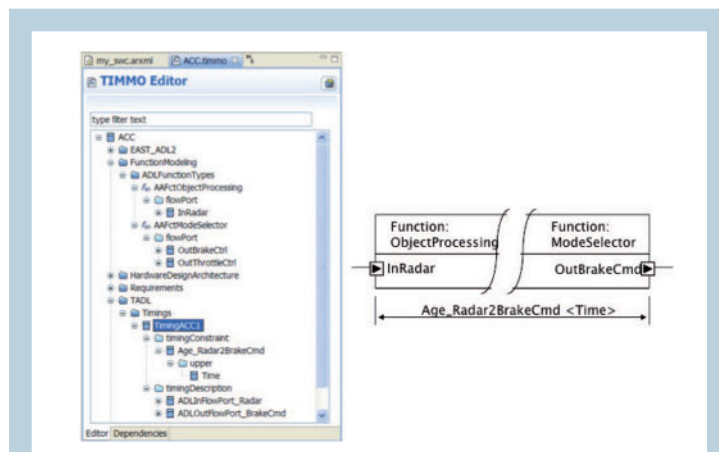 my_swc.arxml
ACC.timmo
TIMMO Editor
type filter text
ACC
EAST_ADL2
FunctionModeling
ADLFunctionTypes
AAFctObjectProcessing
flowPort
InRadar
AAFctModeSelector
flowPort
OutBrakeCtrl
OutThrottleCtrl
HardwareDesignArchitecture
Requirements
TADL
Timings
TimingACC1
timingConstraint
Age_Radar2BrakeCmd
upper
Time
timingDescription
ADLInFlowPort_Radar
ADLOutFlowPort_BrakeCmd
Editor Dependencies
Function:
ObjectProcessing
InRadar
Function:
ModeSelector
OutBrakeCmd
Age_Radar2BrakeCmd <Time>